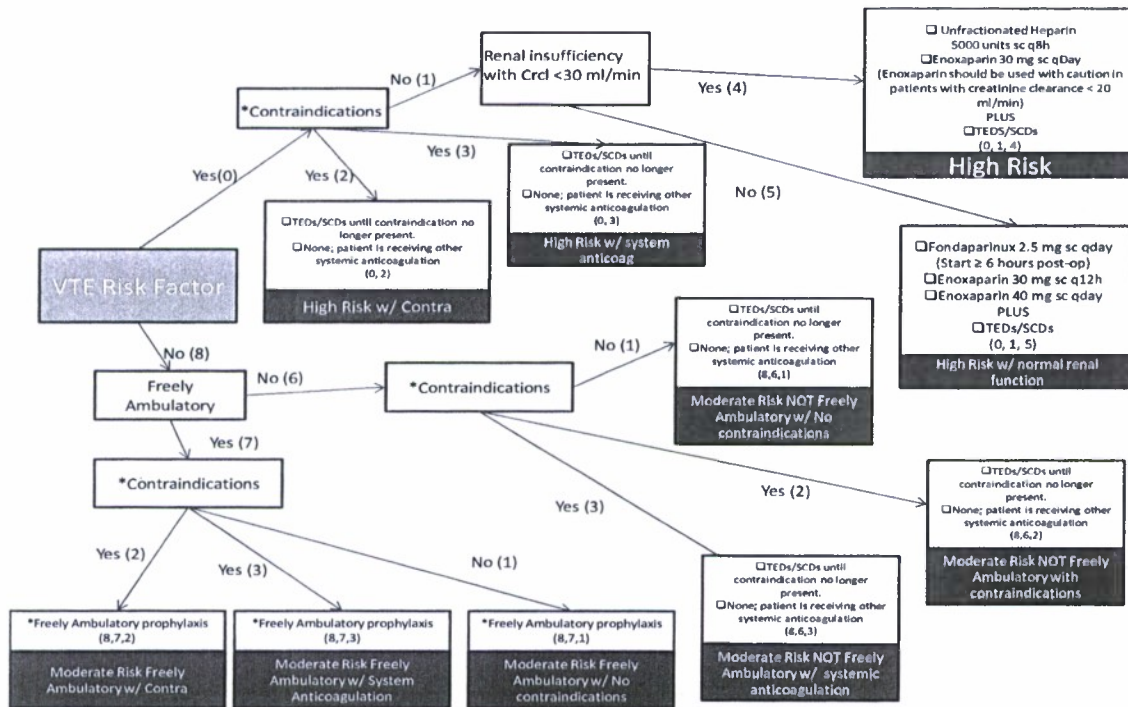 Renal insufficiency
with Crcl <30 ml/min
❑ Unfractionated Heparin
5000 units sc q8h
❑Enoxaparin 30 mg sc qDay
(Enoxaparin should be used with caution in
patients with creatinine clearance < 20
ml/min)
PLUS
❑TEDS/SCDs
(0, 1, 4)
High Risk
No (1)
Yes (4)
*Contraindications
Yes(0)
Yes (2)
Yes (3)
No (5)
❑TEDs/SCDs until
contraindication no longer
present.
❑None; patient is receiving other
systemic anticoagulation
(0, 3)
High Risk w/ system
anticoag
❑TEDs/SCDs until contraindication no
longer present.
❑None; patient is receiving other
systemic anticoagulation
(0, 2)
High Risk w/ Contra
VTE Risk Factor
❑Fondaparinux 2.5 mg sc qday
(Start ≥ 6 hours post-op)
❑Enoxaparin 30 mg sc q12h
❑Enoxaparin 40 mg sc qday
PLUS
❑TEDs/SCDs
(0, 1, 5)
High Risk w/ normal renal
function
No (8)
Freely
Ambulatory
No (6)
*Contraindications
No (1)
❑TEDs/SCDs until
contraindication no longer
present.
❑None; patient is receiving other
systemic anticoagulation
(8,6,1)
Moderate Risk NOT Freely
Ambulatory w/ No
contraindications
Yes (7)
*Contraindications
Yes (3)
Yes (2)
❑TEDs/SCDs until
contraindication no longer
present.
❑None; patient is receiving other
systemic anticoagulation
(8,6,2)
Moderate Risk NOT Freely
Ambulatory with
contraindications
❑TEDs/SCDs until
contraindication no longer
present.
❑None; patient is receiving other
systemic anticoagulation
(8,6,3)
Moderate Risk NOT Freely
Ambulatory w/ systemic
anticoagulation
Yes (2)
Yes (3)
No (1)
*Freely Ambulatory prophylaxis
(8,7,2)
Moderate Risk Freely
Ambulatory w/ Contra
*Freely Ambulatory prophylaxis
(8,7,3)
Moderate Risk Freely
Ambulatory w/ System
Anticoagulation
*Freely Ambulatory prophylaxis
(8,7,1)
Moderate Risk Freely
Ambulatory w/ No
contraindications